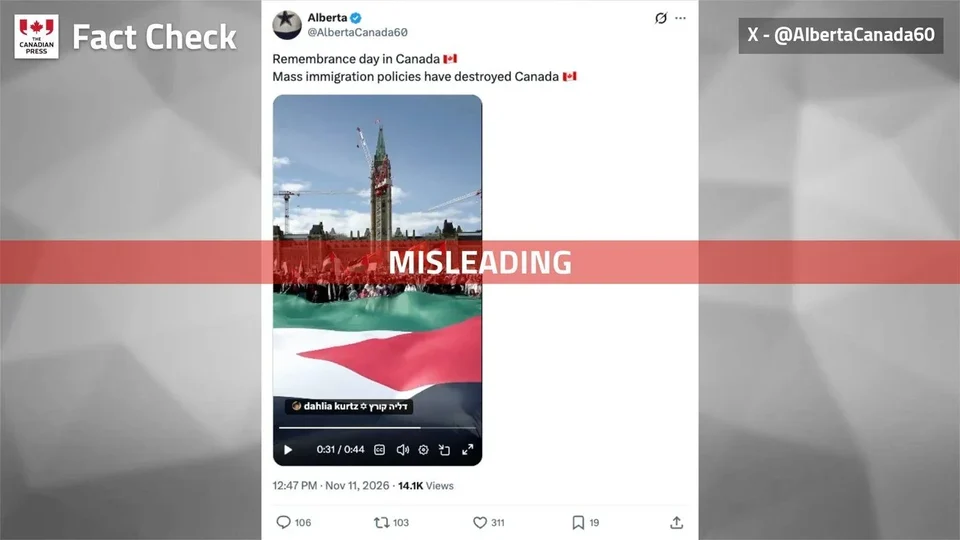 THE
CANADIAN
PRESS
Fact Check
X - @AlbertaCanada60
Alberta
@AlbertaCanada60
Remembrance day in Canada 🇨🇦
Mass immigration policies have destroyed Canada 🇨🇦
MISLEADING
dahlia kurtz ✡ דליה קורץ
0:31 / 0:44
CC
12:47 PM · Nov 11, 2026 · 14.1K Views
106
103
311
19